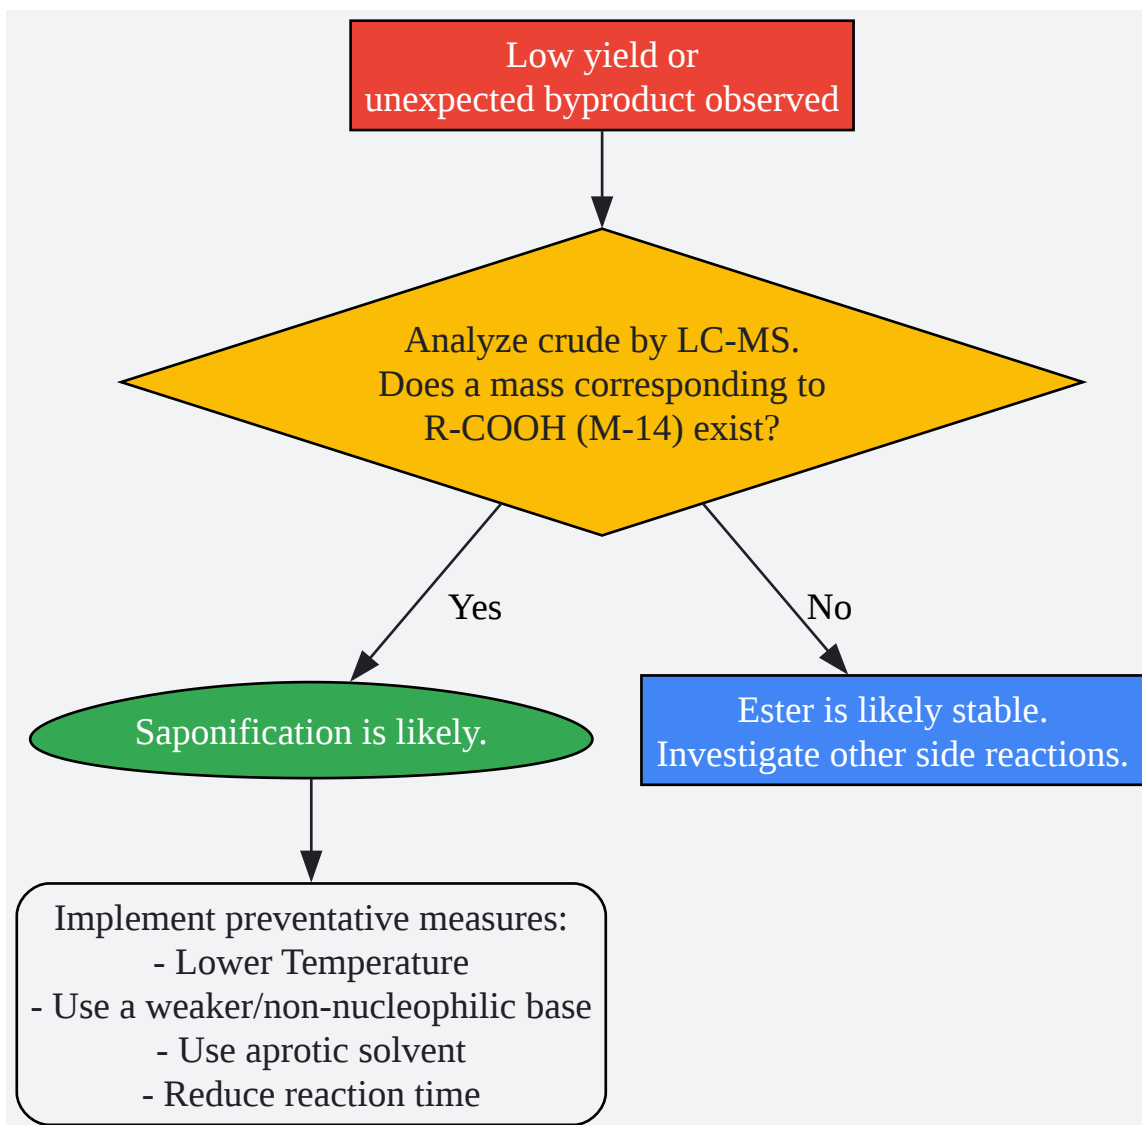 Low yield or
unexpected byproduct observed
Analyze crude by LC-MS.
Does a mass corresponding to
R-COOH (M-14) exist?
Yes
No
Saponification is likely.
Ester is likely stable.
Investigate other side reactions.
Implement preventative measures:
- Lower Temperature
- Use a weaker/non-nucleophilic base
- Use aprotic solvent
- Reduce reaction time